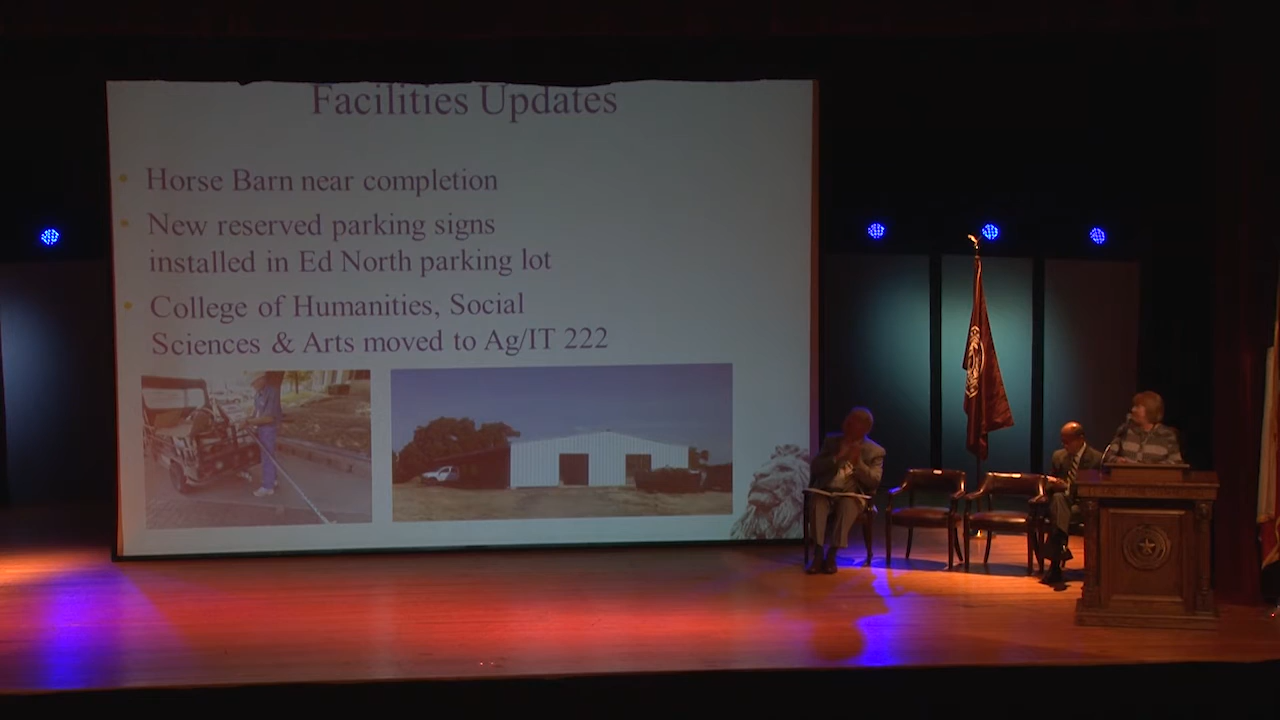 Facilities Updates
• Horse Barn near completion
• New reserved parking signs
installed in Ed North parking lot
• College of Humanities, Social
Sciences & Arts moved to Ag/IT 222